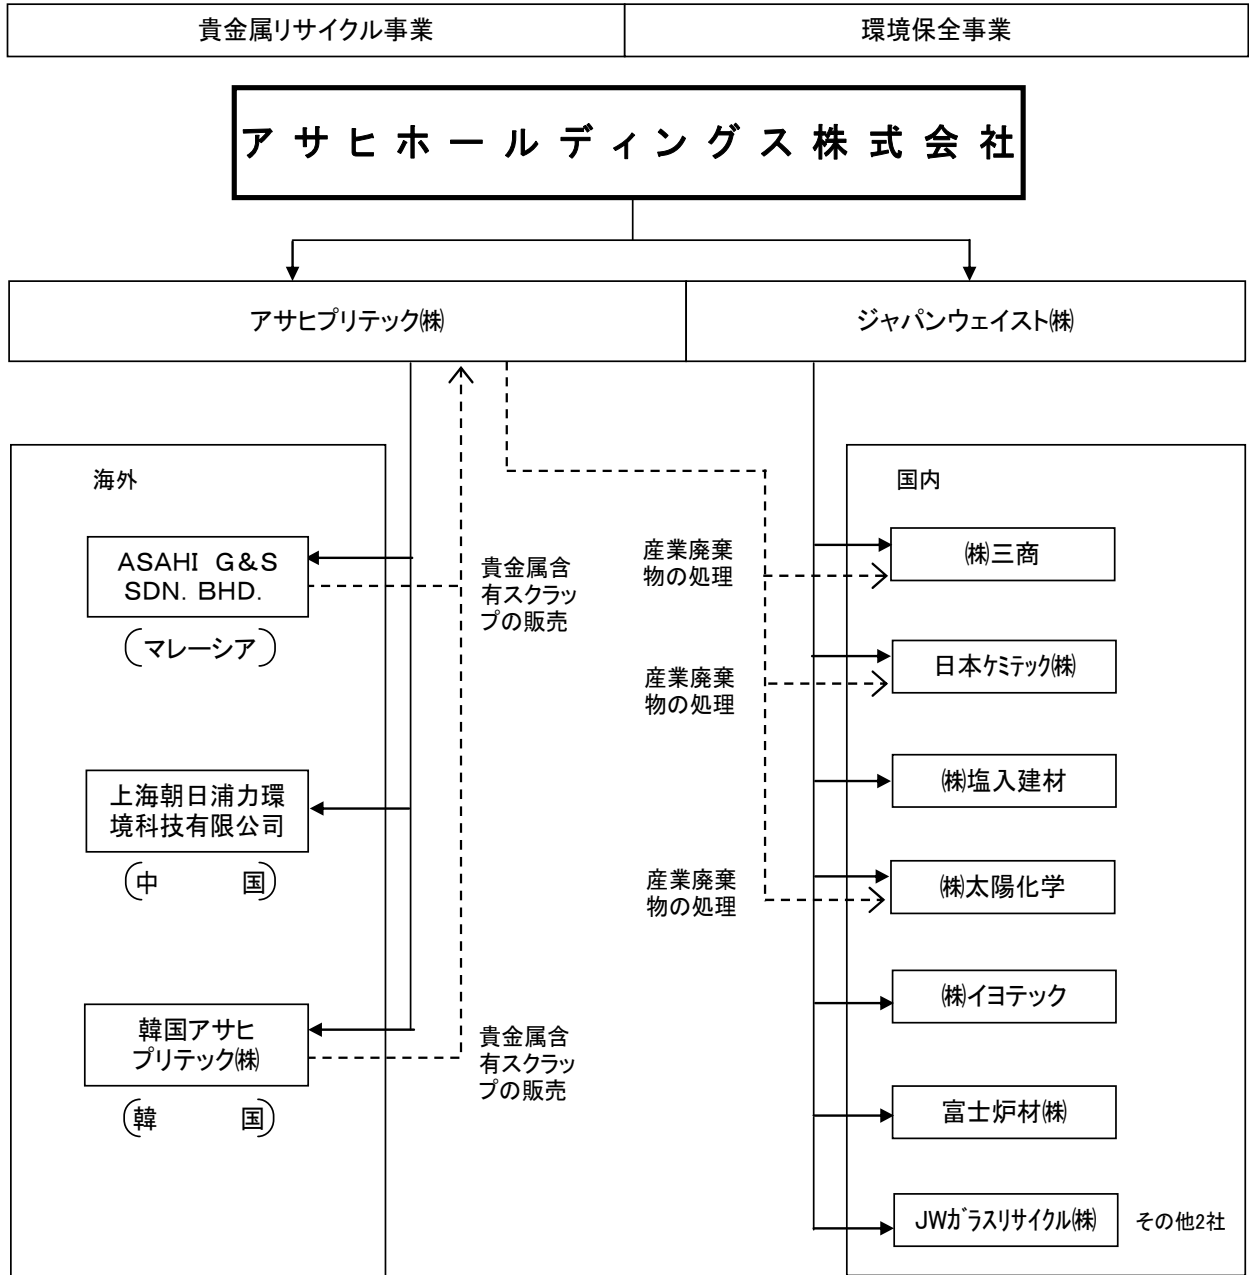 貴金属リサイクル事業
環境保全事業
アサヒホールディングス株式会社
アサヒプリテック㈱
ジャパンウェイスト㈱
海外
ASAHI G&S
SDN. BHD.
(マレーシア)
上海朝日浦力環
境科技有限公司
(中 国)
韓国アサヒ
プリテック㈱
(韓 国)
貴金属含
有スクラッ
プの販売
貴金属含
有スクラッ
プの販売
産業廃棄
物の処理
産業廃棄
物の処理
産業廃棄
物の処理
国内
㈱三商
日本ケミテック㈱
㈱塩入建材
㈱太陽化学
㈱イヨテック
富士炉材㈱
JWガラスリサイクル㈱ その他2社